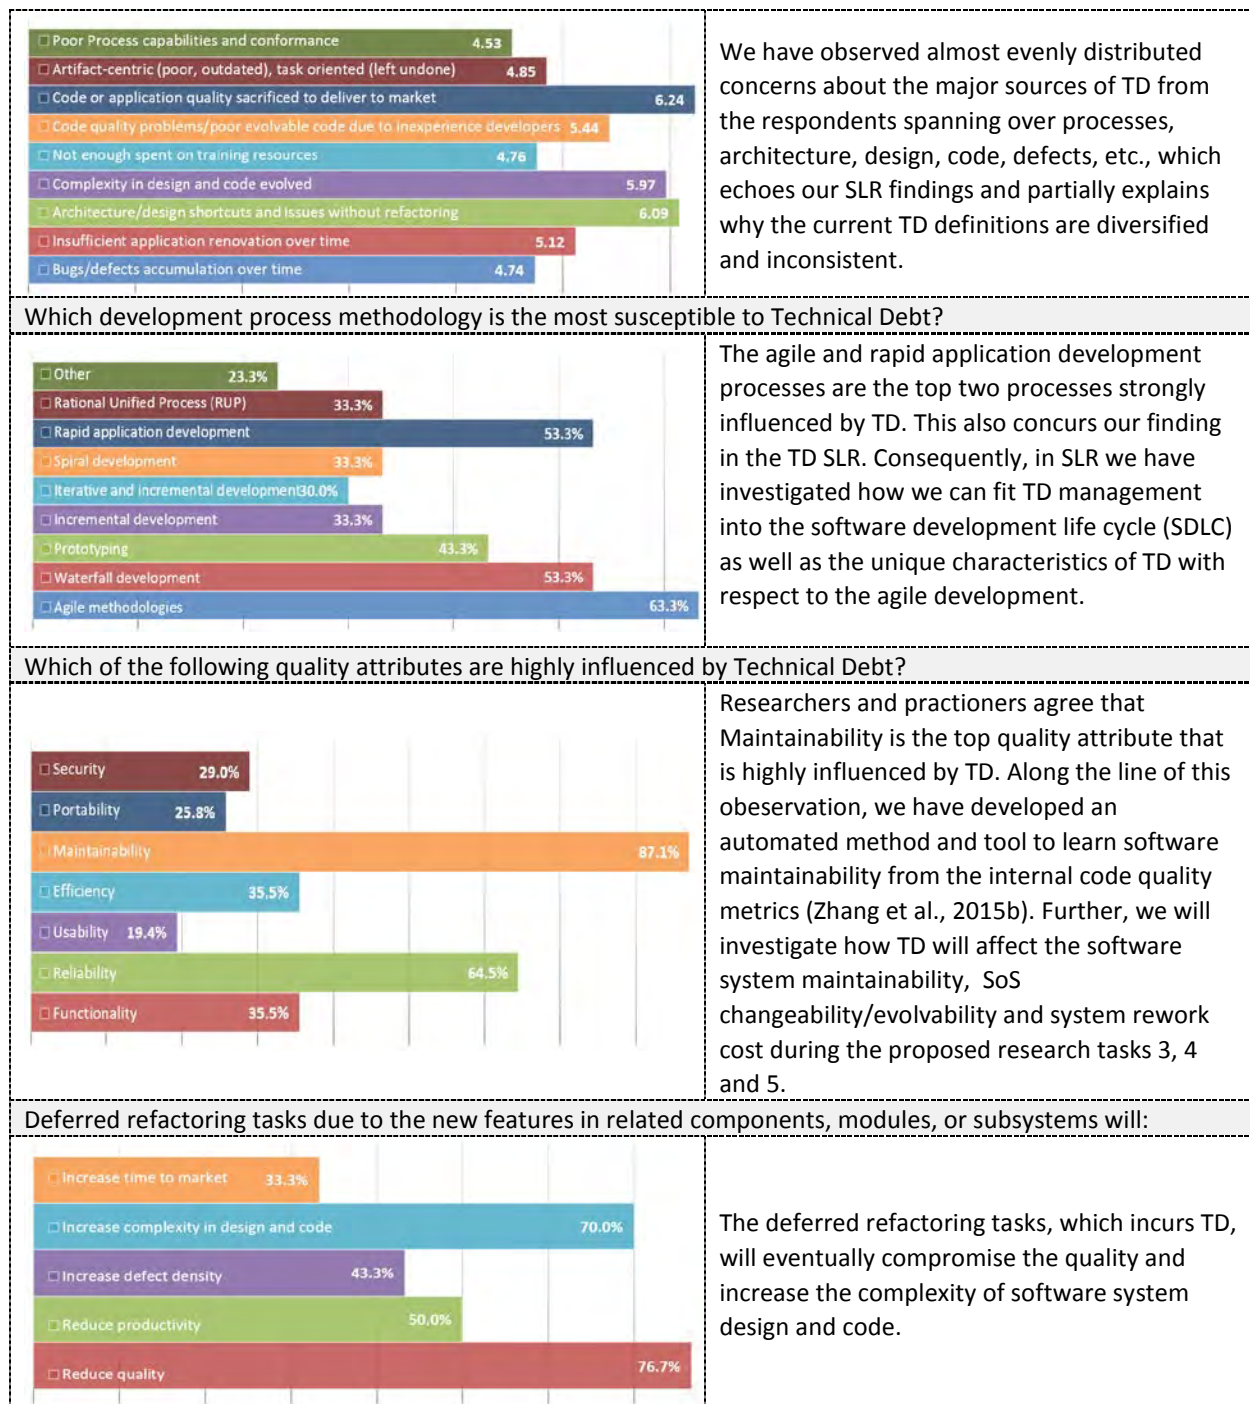 Poor Process capabilities and conformance 4.53
Artifact-centric (poor, outdated), task oriented (left undone) 4.85
Code or application quality sacrificed to deliver to market 6.24
Code quality problems/poor evolvable code due to inexperience developers 5.44
Not enough spent on training resources 4.76
Complexity in design and code evolved 5.97
Architecture/design shortcuts and issues without refactoring 6.09
Insufficient application renovation over time 5.12
Bugs/defects accumulation over time 4.74
We have observed almost evenly distributed
concerns about the major sources of TD from
the respondents spanning over processes,
architecture, design, code, defects, etc., which
echoes our SLR findings and partially explains
why the current TD definitions are diversified
and inconsistent.
Which development process methodology is the most susceptible to Technical Debt?
Other 23.3%
Rational Unified Process (RUP) 33.3%
Rapid application development 53.3%
Spiral development 33.3%
Iterative and incremental development 30.0%
Incremental development 33.3%
Prototyping 43.3%
Waterfall development 53.3%
Agile methodologies 63.3%
The agile and rapid application development
processes are the top two processes strongly
influenced by TD. This also concurs our finding
in the TD SLR. Consequently, in SLR we have
investigated how we can fit TD management
into the software development life cycle (SDLC)
as well as the unique characteristics of TD with
respect to the agile development.
Which of the following quality attributes are highly influenced by Technical Debt?
Security 29.0%
Portability 25.8%
Maintainability 87.1%
Efficiency 35.5%
Usability 19.4%
Reliability 64.5%
Functionality 35.5%
Researchers and practioners agree that
Maintainability is the top quality attribute that
is highly influenced by TD. Along the line of this
obeservation, we have developed an
automated method and tool to learn software
maintainability from the internal code quality
metrics (Zhang et al., 2015b). Further, we will
investigate how TD will affect the software
system maintainability, SoS
changeability/evolvability and system rework
cost during the proposed research tasks 3, 4
and 5.
Deferred refactoring tasks due to the new features in related components, modules, or subsystems will:
Increase time to market 33.3%
Increase complexity in design and code 70.0%
Increase defect density 43.3%
Reduce productivity 50.0%
Reduce quality 76.7%
The deferred refactoring tasks, which incurs TD,
will eventually compromise the quality and
increase the complexity of software system
design and code.